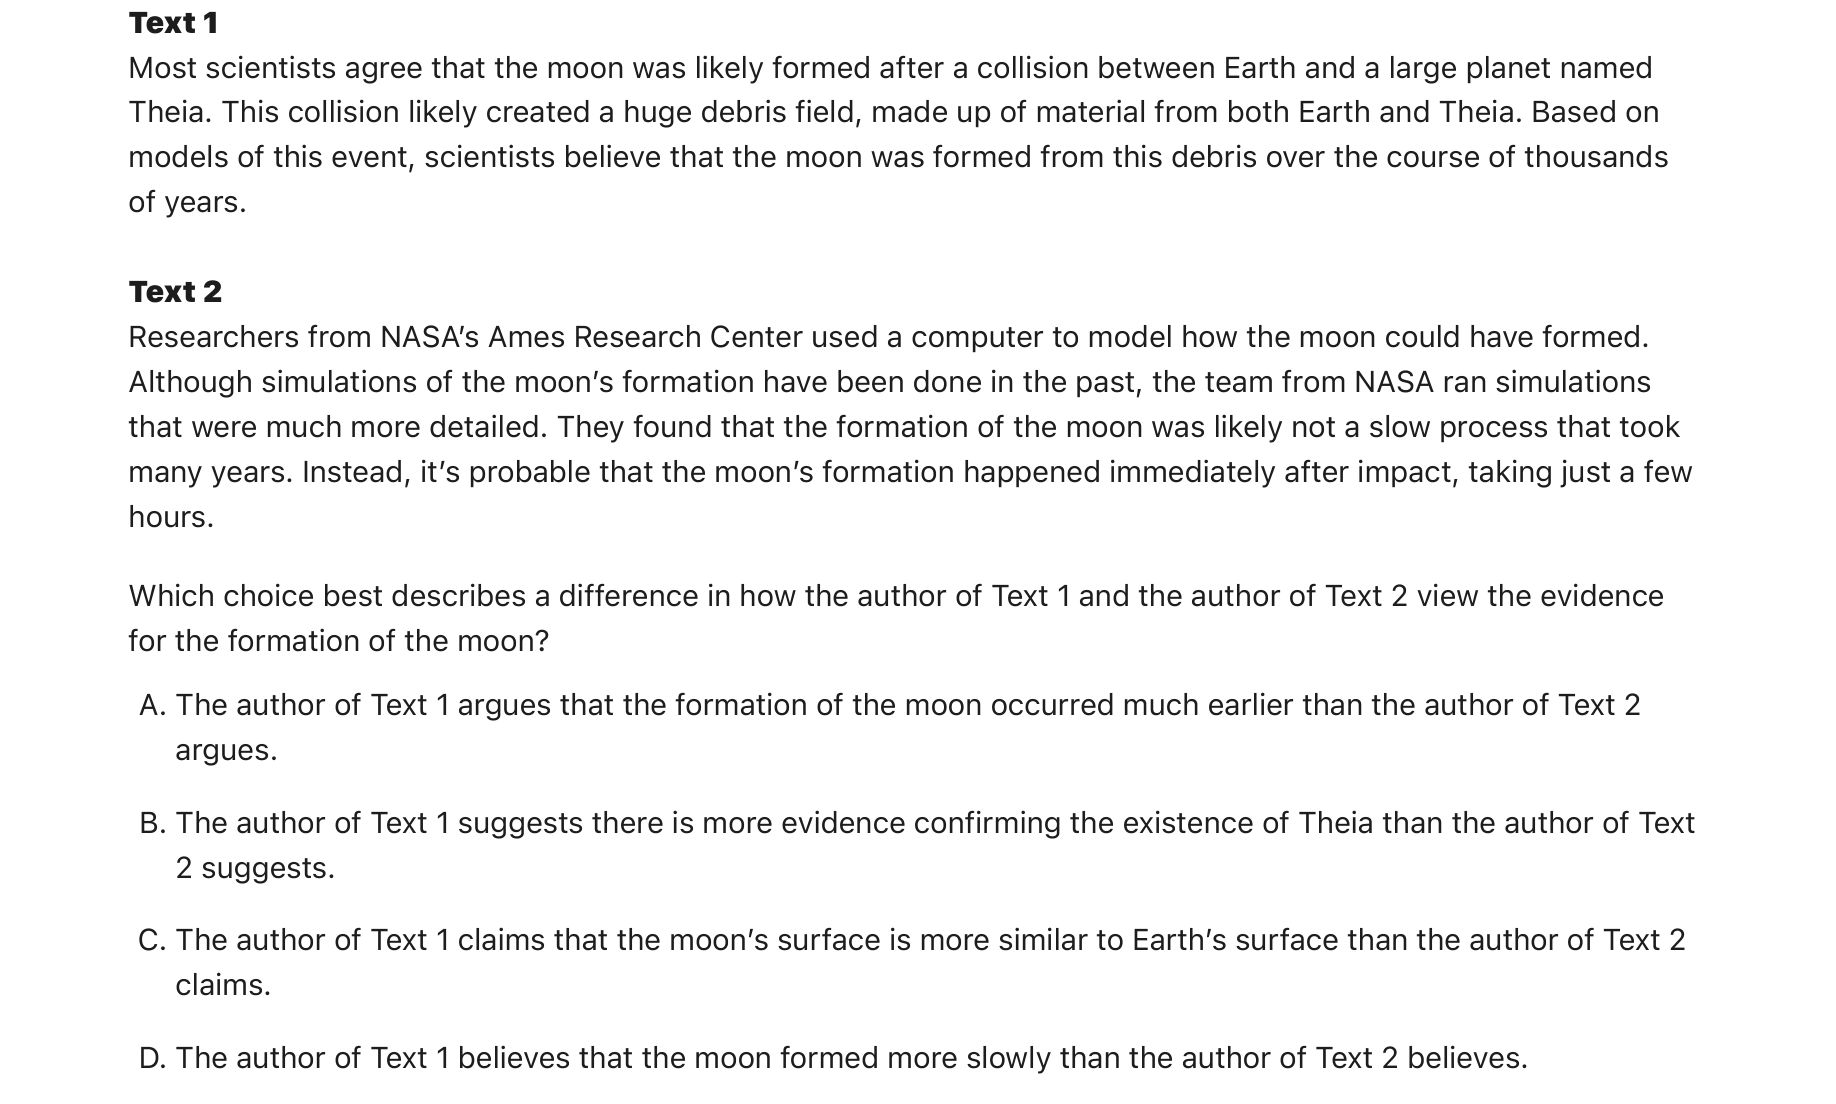 Text 1
Most scientists agree that the moon was likely formed after a collision between Earth and a large planet named
Theia. This collision likely created a huge debris field, made up of material from both Earth and Theia. Based on
models of this event, scientists believe that the moon was formed from this debris over the course of thousands
of years.
Text 2
Researchers from NASA’s Ames Research Center used a computer to model how the moon could have formed.
Although simulations of the moon’s formation have been done in the past, the team from NASA ran simulations
that were much more detailed. They found that the formation of the moon was likely not a slow process that took
many years. Instead, it’s probable that the moon’s formation happened immediately after impact, taking just a few
hours.
Which choice best describes a difference in how the author of Text 1 and the author of Text 2 view the evidence
for the formation of the moon?
A. The author of Text 1 argues that the formation of the moon occurred much earlier than the author of Text 2
argues.
B. The author of Text 1 suggests there is more evidence confirming the existence of Theia than the author of Text
2 suggests.
C. The author of Text 1 claims that the moon’s surface is more similar to Earth’s surface than the author of Text 2
claims.
D. The author of Text 1 believes that the moon formed more slowly than the author of Text 2 believes.